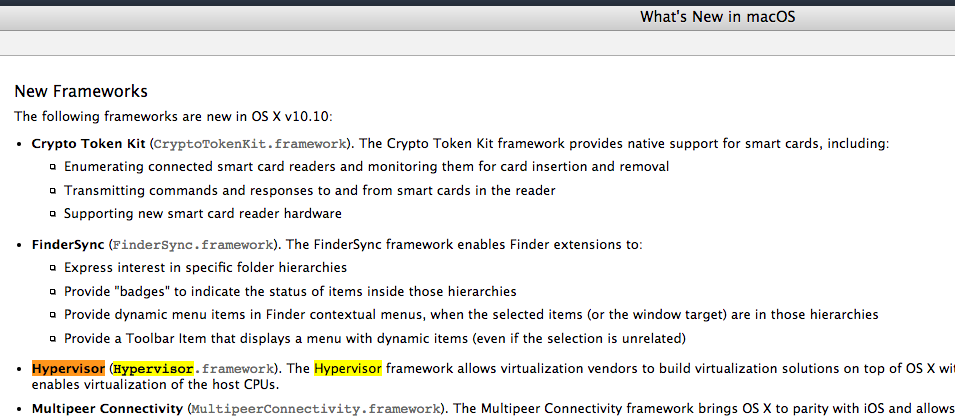 What's New in macOS
New Frameworks
The following frameworks are new in OS X v10.10:
• Crypto Token Kit (CryptoTokenKit.framework). The Crypto Token Kit framework provides native support for smart cards, including:
Enumerating connected smart card readers and monitoring them for card insertion and removal
Transmitting commands and responses to and from smart cards in the reader
Supporting new smart card reader hardware
• FinderSync (FinderSync.framework). The FinderSync framework enables Finder extensions to:
Express interest in specific folder hierarchies
Provide "badges" to indicate the status of items inside those hierarchies
Provide dynamic menu items in Finder contextual menus, when the selected items (or the window target) are in those hierarchies
Provide a Toolbar Item that displays a menu with dynamic items (even if the selection is unrelated)
• Hypervisor (Hypervisor.framework). The Hypervisor framework allows virtualization vendors to build virtualization solutions on top of OS X wi
enables virtualization of the host CPUs.
• Multipeer Connectivity (MultipeerConnectivity.framework). The Multipeer Connectivity framework brings OS X to parity with iOS and allows